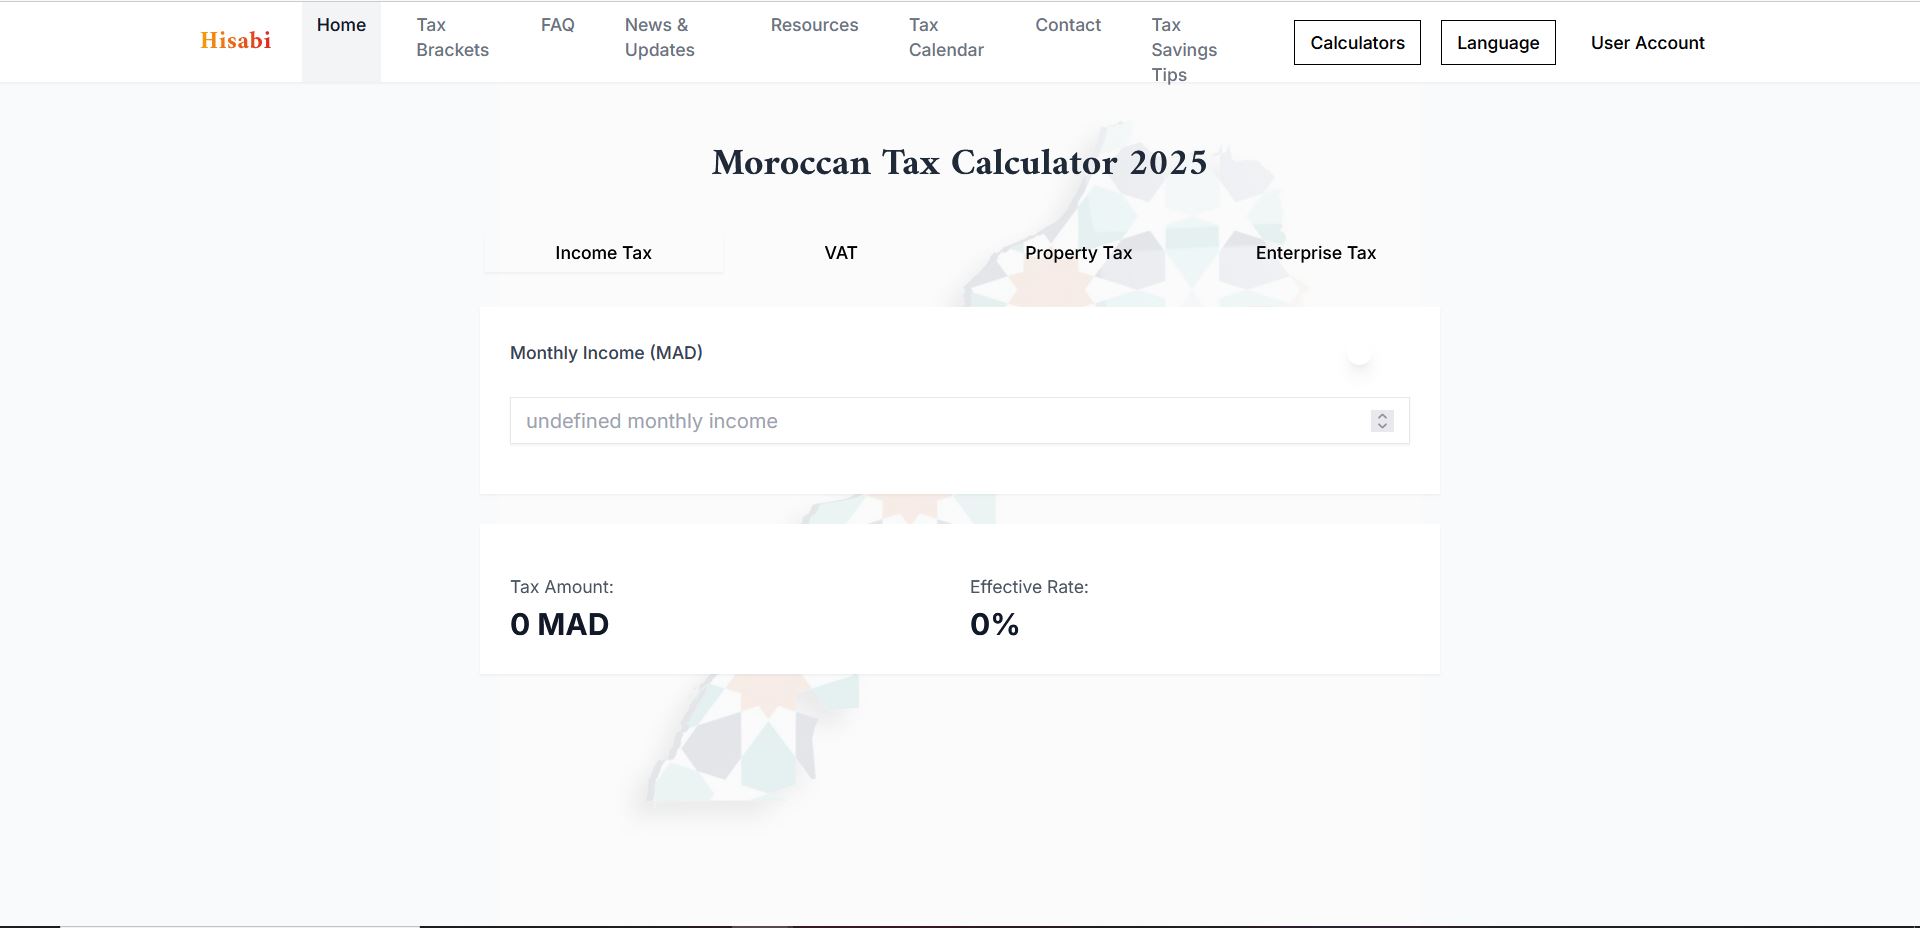 Hisabi
Home
Tax
Brackets
FAQ
News &
Updates
Resources
Tax
Calendar
Contact
Tax
Savings
Tips
Calculators
Language
User Account
Moroccan Tax Calculator 2025
Income Tax
VAT
Property Tax
Enterprise Tax
Monthly Income (MAD)
undefined monthly income
Tax Amount:
0 MAD
Effective Rate:
0%